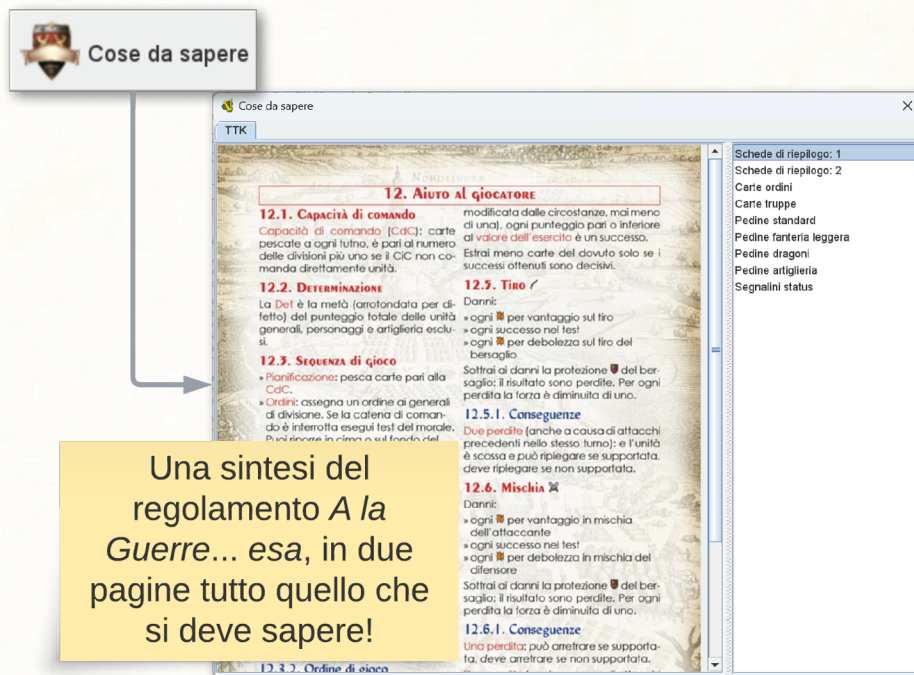 Cose da sapere
Cose da sapere
TTK
12. Aiuto al giocatore
12.1. Capacità di comando
Capacità di comando (CdC): carte
pescate a ogni tutno, è pari al numero
delle divisioni più uno se il CiC non co-
manda direttamente unità.
12.2. Determinazione
La Det è la metà (arrotondata per di-
fetto) del punteggio totale delle unità
generali, personaggi e artiglieria esclu-
si.
12.3. Sequenza di gioco
» Pianificazione: pesca carte pari alla
CdC.
» Ordini: assegna un ordine ai generali
di divisione. Se la catena di coman-
do è interrotta esegui test del morale.
Puoi riporre in cima o sul fondo del
12.3.2. Ordine di gioco
modificata dalle circostanze, mai meno
di una), ogni punteggio pari o inferiore
al valore dell'esercito è un successo.
Estrai meno carte del dovuto solo se i
successi ottenuti sono decisivi.
12.5. Tiro
Danni:
» ogni per vantaggio sul tiro
» ogni successo nel test
» ogni per debolezza sul tiro del
bersaglio
Sottrai ai danni la protezione del ber-
saglio: il risultato sono perdite. Per ogni
perdita la forza è diminuita di uno.
12.5.1. Conseguenze
Due perdite (anche a causa di attacchi
precedenti nello stesso turno): e l'unità
è scossa e può ripiegare se supportata,
deve ripiegare se non supportata.
12.6. Mischia
Danni:
» ogni per vantaggio in mischia
dell'attaccante
» ogni successo nel test
» ogni per debolezza in mischia del
difensore
Sottrai ai danni la protezione del ber-
saglio: il risultato sono perdite. Per ogni
perdita la forza è diminuita di uno.
12.6.1. Conseguenze
Una perdita: può arretrare se supporta-
ta, deve arretrare se non supportata.
Schede di riepilogo: 1
Schede di riepilogo: 2
Carte ordini
Carte truppe
Pedine standard
Pedine fanteria leggera
Pedine dragoni
Pedine artiglieria
Segnalini status
Una sintesi del
regolamento A la
Guerre... esa, in due
pagine tutto quello che
si deve sapere!